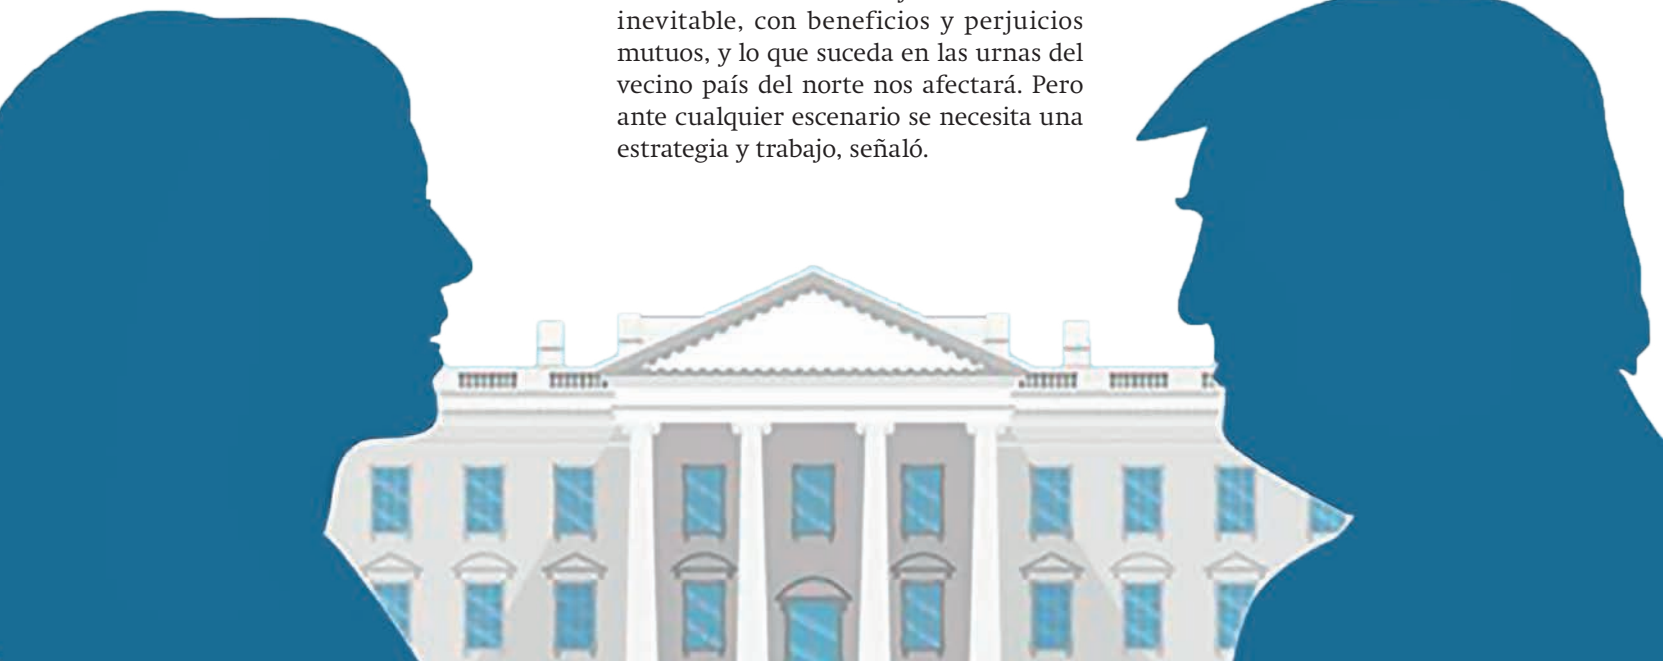 inevitable, con beneficios y perjuicios
mutuos, y lo que suceda en las urnas del
vecino país del norte nos afectará. Pero
ante cualquier escenario se necesita una
estrategia y trabajo, señaló.